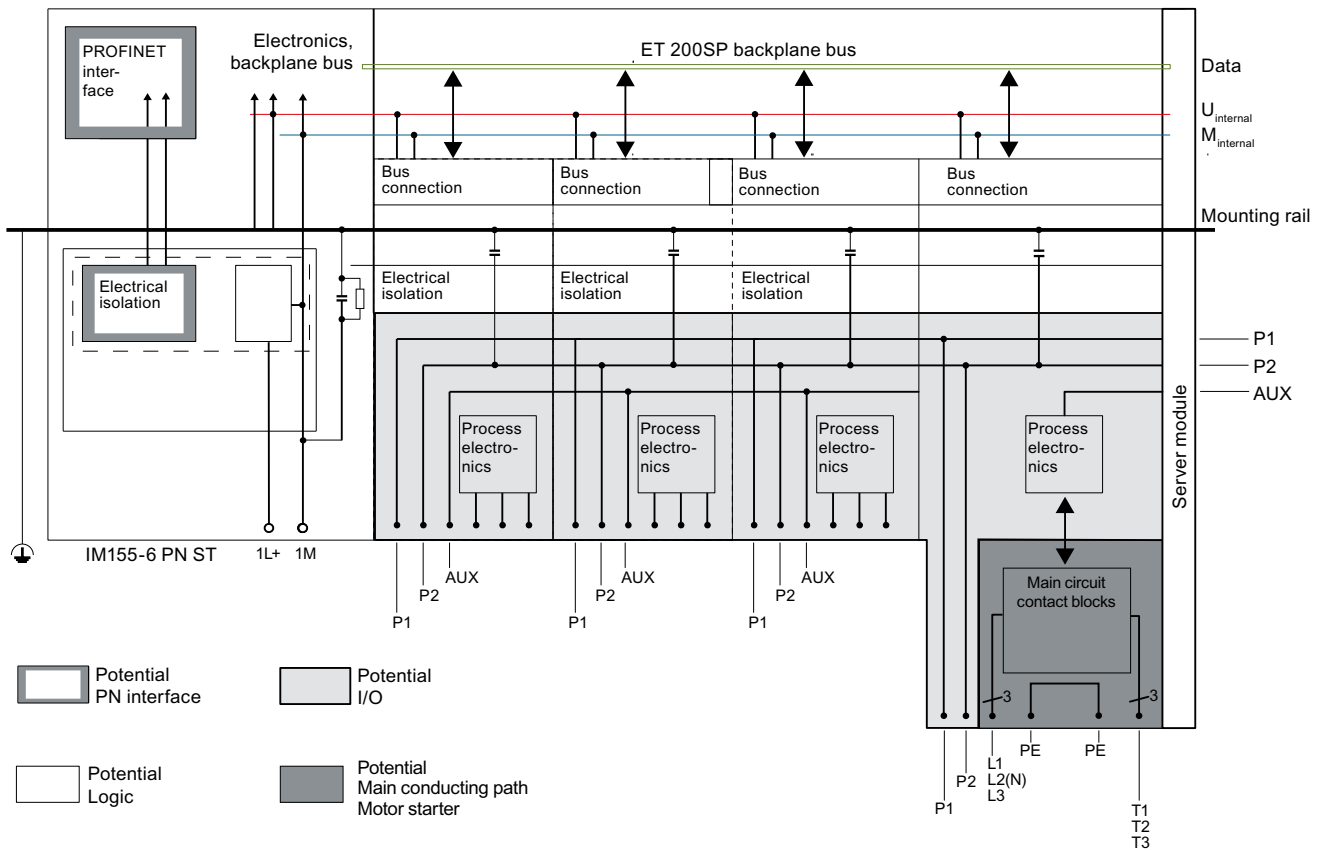 PROFINET
inter-
face
Electronics,
backplane bus
ET 200SP backplane bus
Data
Uinternal
Minternal
Bus
connection
Bus
connection
Bus
connection
Bus
connection
Mounting rail
Electrical
isolation
Electrical
isolation
Electrical
isolation
Electrical
isolation
P1
P2
AUX
Process
electro-
nics
Process
electro-
nics
Process
electro-
nics
Process
electro-
nics
Server module
IM155-6 PN ST
1L+
1M
AUX
P2
P1
AUX
P2
P1
AUX
P2
P1
Main circuit
contact blocks
3
3
P1
P2
L1
L2(N)
L3
PE
PE
T1
T2
T3
Potential
PN interface
Potential
I/O
Potential
Logic
Potential
Main conducting path
Motor starter